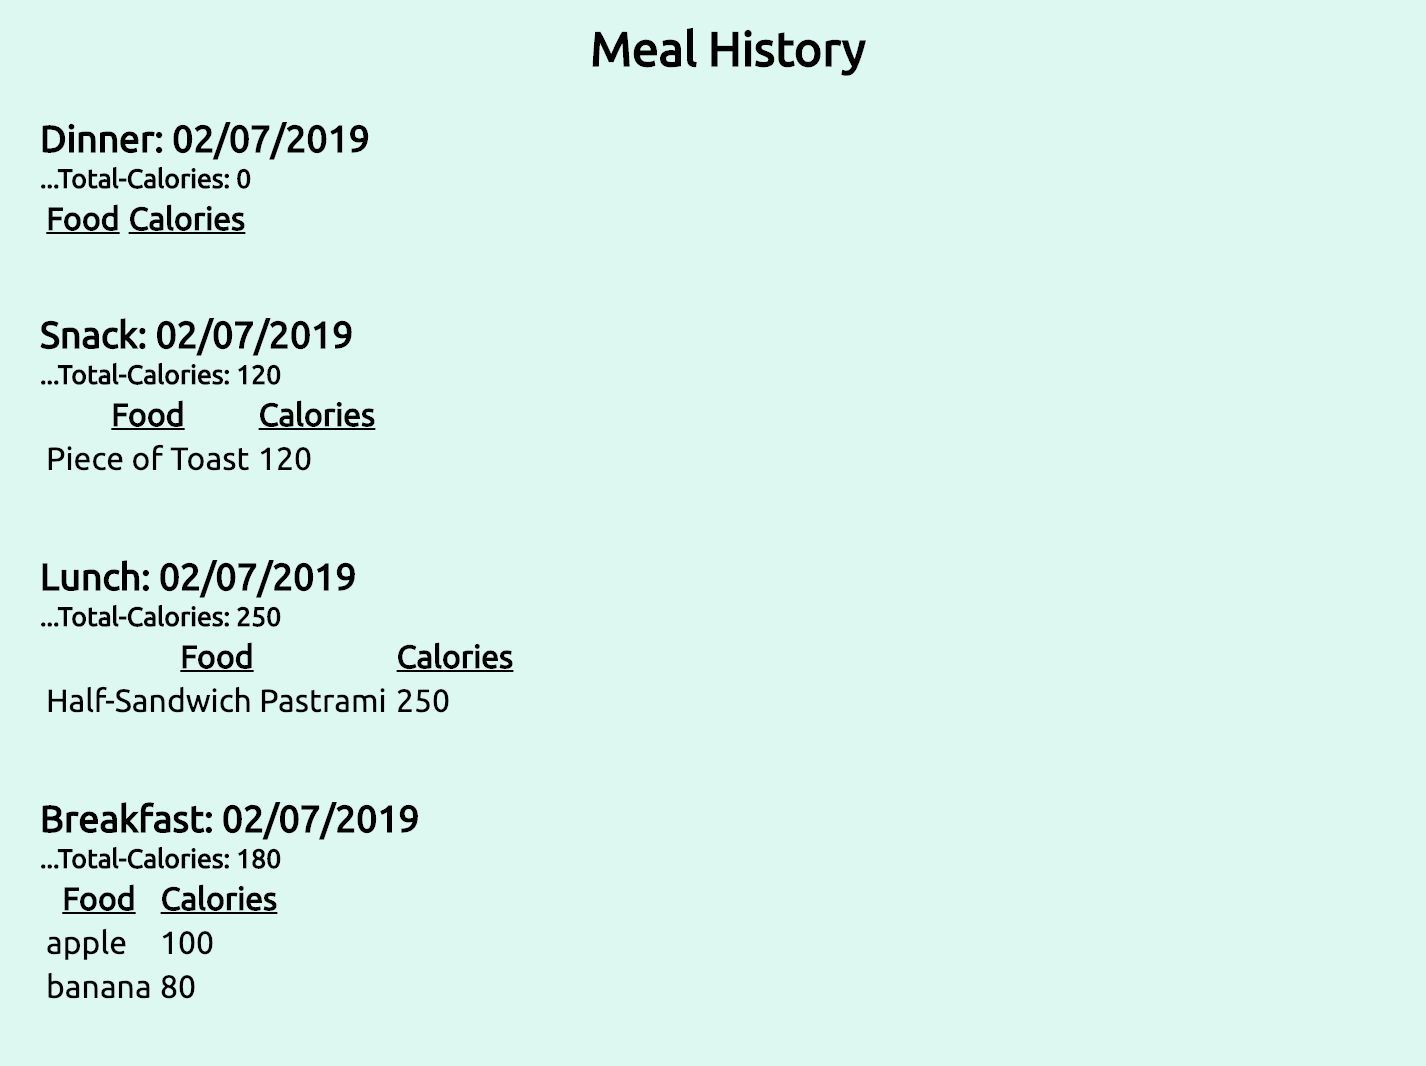 Meal History
Dinner: 02/07/2019
...Total-Calories: 0
Food Calories
Snack: 02/07/2019
...Total-Calories: 120
Food Calories
Piece of Toast 120
Lunch: 02/07/2019
...Total-Calories: 250
Food Calories
Half-Sandwich Pastrami 250
Breakfast: 02/07/2019
...Total-Calories: 180
Food Calories
apple 100
banana 80